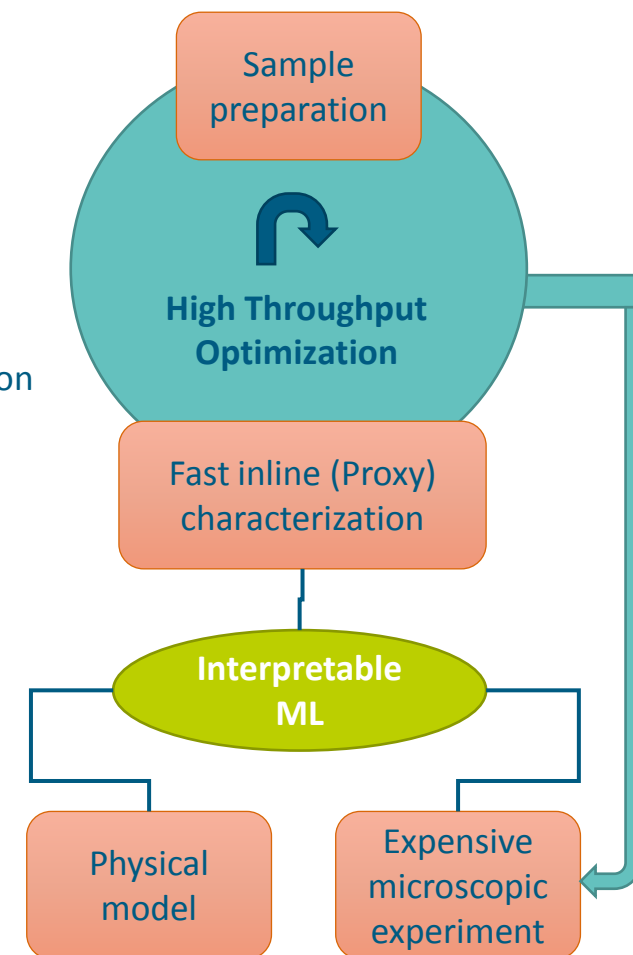 Sample
preparation
High Throughput
Optimization
on
Fast inline (Proxy)
characterization
Interpretable
ML
Physical
model
Expensive
microscopic
experiment